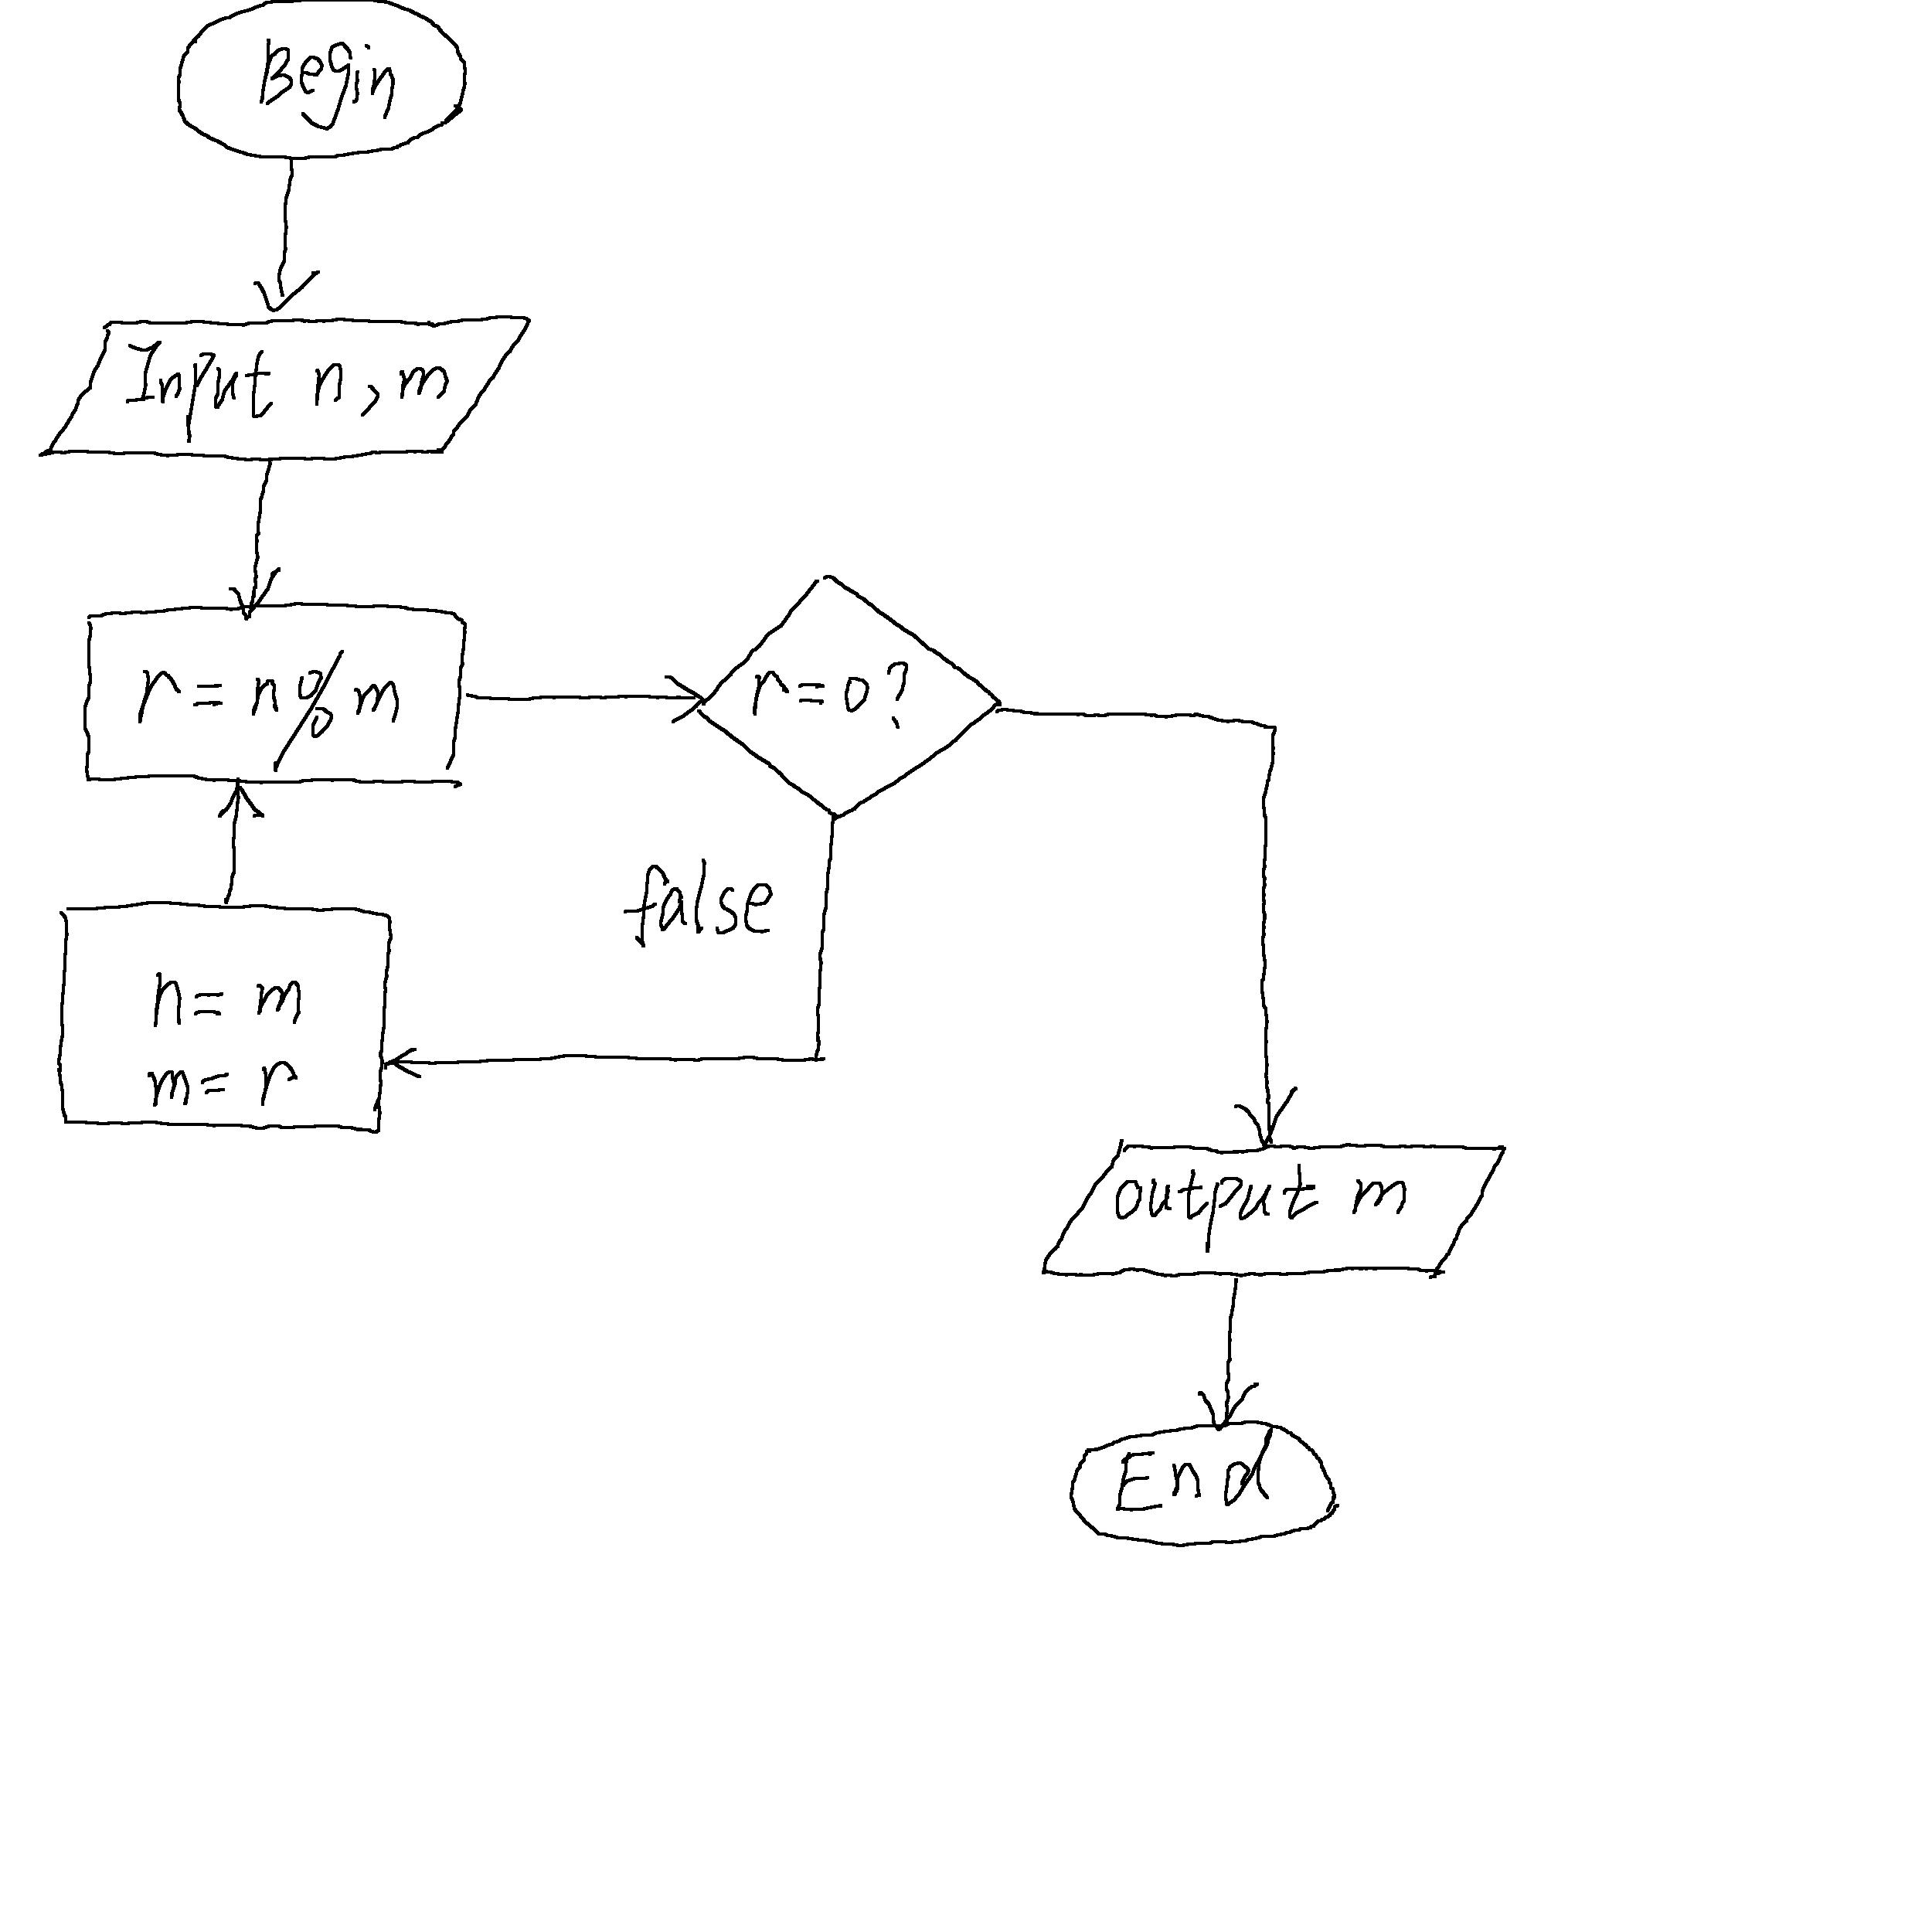 Begin
Input n, m
r = n % m
r = 0 ?
false
n = m
m = r
output m
End